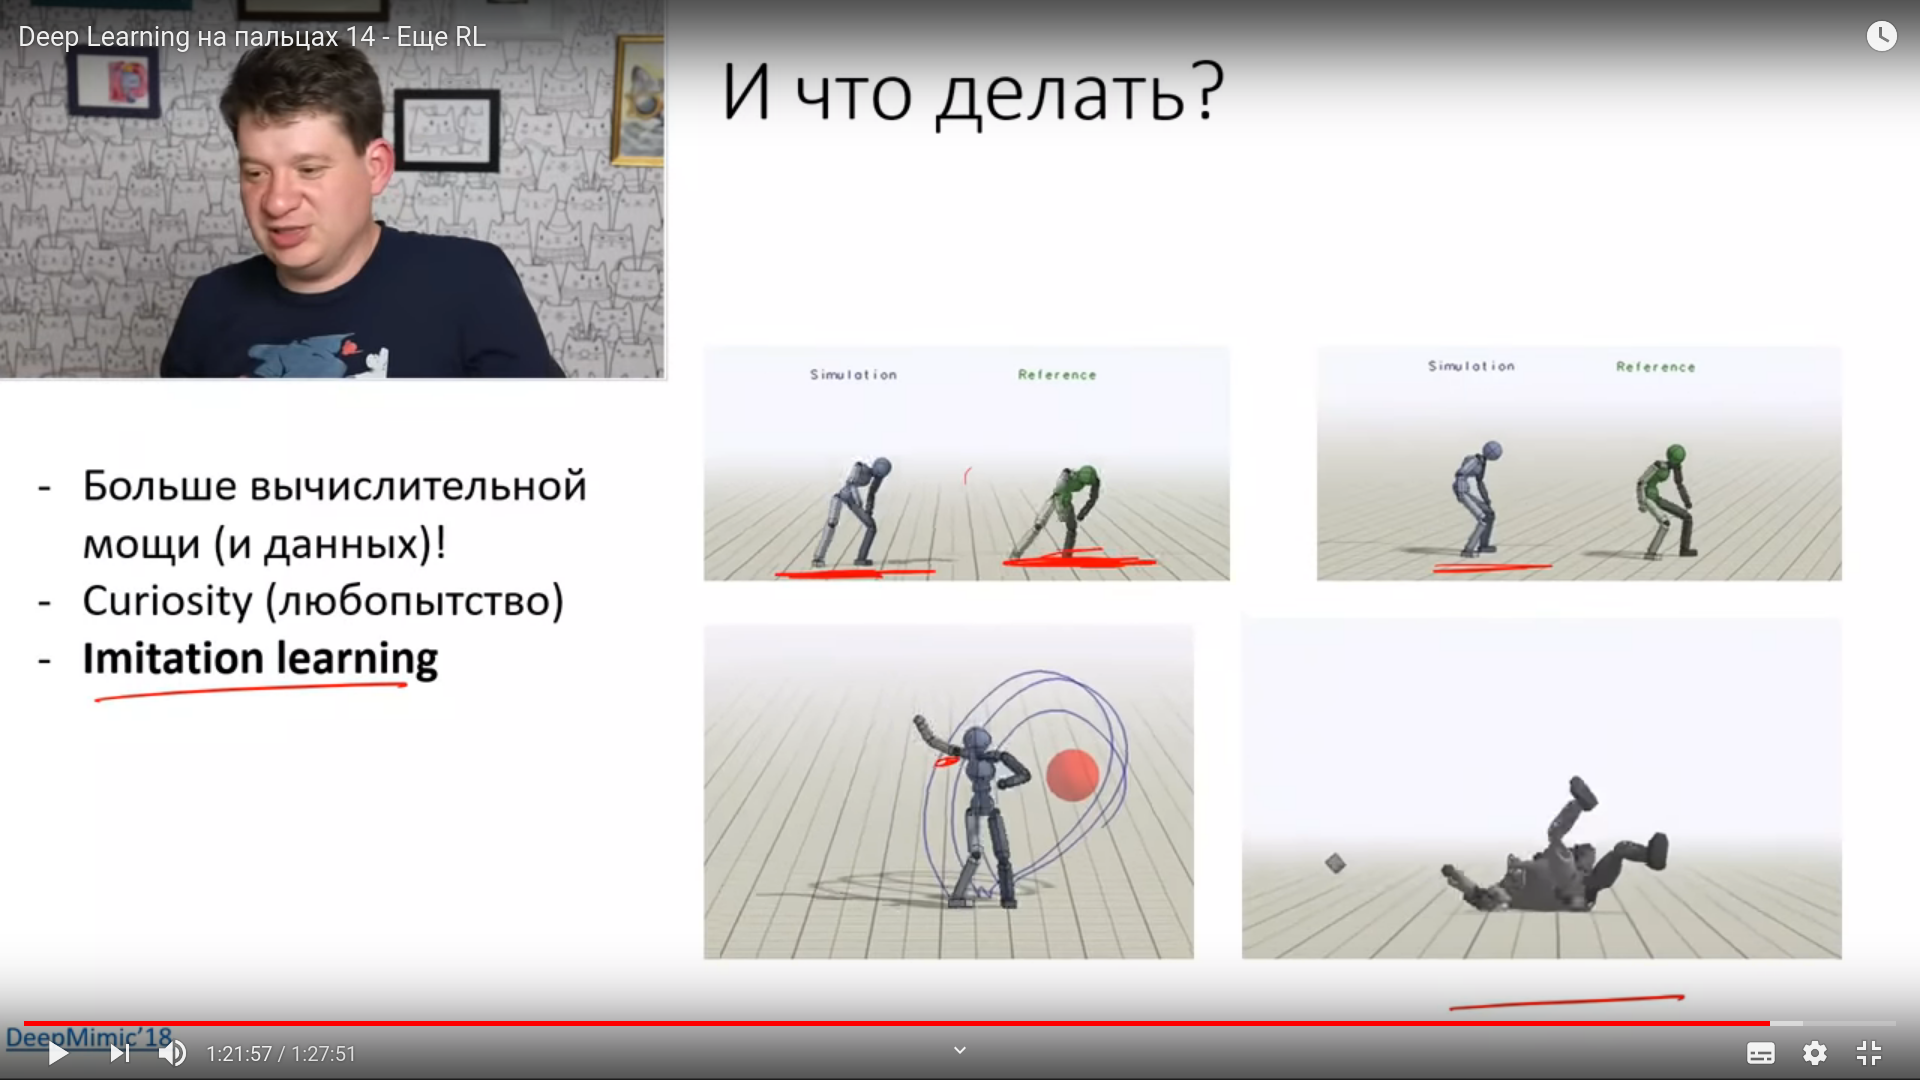 Deep Learning на пальцах 14 - Еще RL
И что делать?
Simulation
Reference
Simulation
Reference
- Больше вычислительной
мощи (и данных)!
- Curiosity (любопытство)
- Imitation learning
DeepMimic'18
1:21:57 / 1:27:51